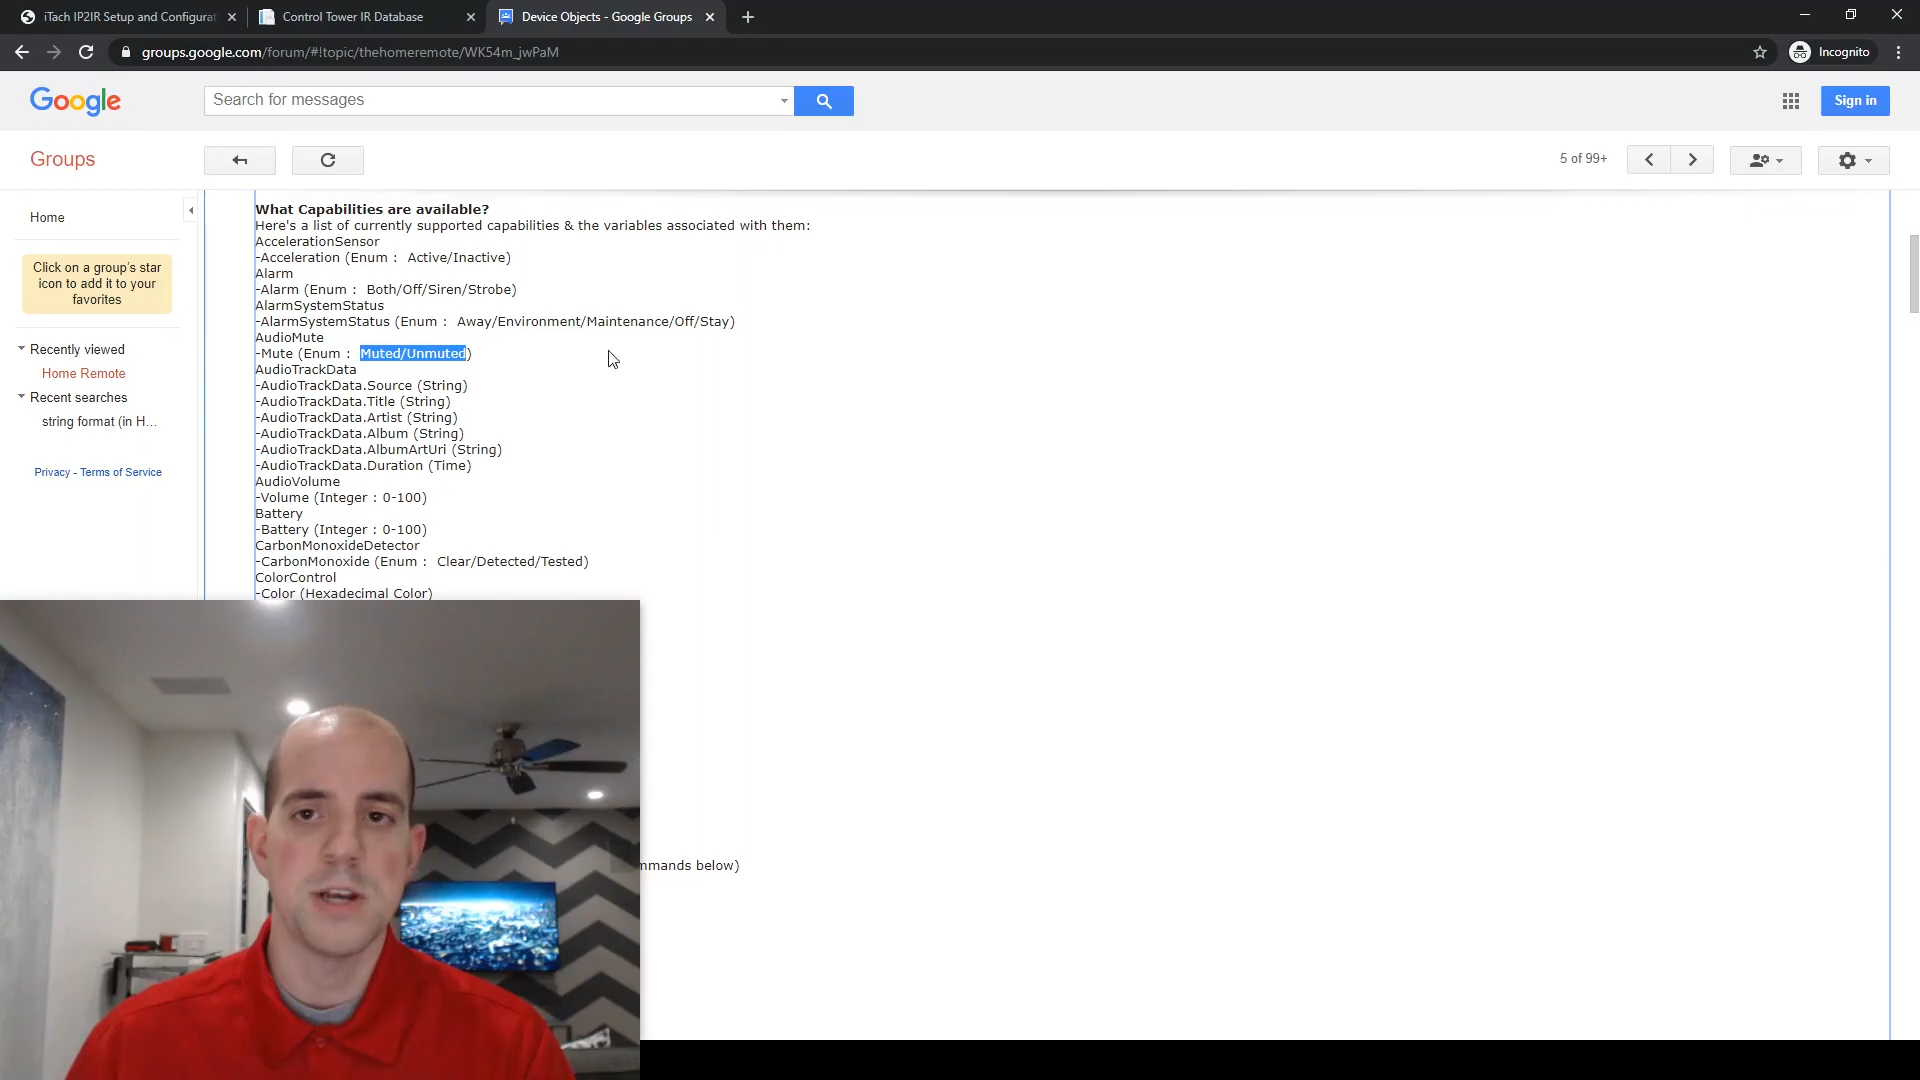 iTach IP2IR Setup and Configurat
Control Tower IR Database
Device Objects - Google Groups
groups.google.com/forum/#!topic/thehomeremote/WK54m_jwPaM
Incognito
Google
Search for messages
Sign in
Groups
5 of 99+
Home
Click on a group's star
icon to add it to your
favorites
Recently viewed
Home Remote
Recent searches
string format (in H...
Privacy - Terms of Service
What Capabilities are available?
Here's a list of currently supported capabilities & the variables associated with them:
AccelerationSensor
-Acceleration (Enum : Active/Inactive)
Alarm
-Alarm (Enum : Both/Off/Siren/Strobe)
AlarmSystemStatus
-AlarmSystemStatus (Enum : Away/Environment/Maintenance/Off/Stay)
AudioMute
-Mute (Enum : Muted/Unmuted)
AudioTrackData
-AudioTrackData.Source (String)
-AudioTrackData.Title (String)
-AudioTrackData.Artist (String)
-AudioTrackData.Album (String)
-AudioTrackData.AlbumArtUri (String)
-AudioTrackData.Duration (Time)
AudioVolume
-Volume (Integer : 0-100)
Battery
-Battery (Integer : 0-100)
CarbonMonoxideDetector
-CarbonMonoxide (Enum : Clear/Detected/Tested)
ColorControl
-Color (Hexadecimal Color)
mmands below)